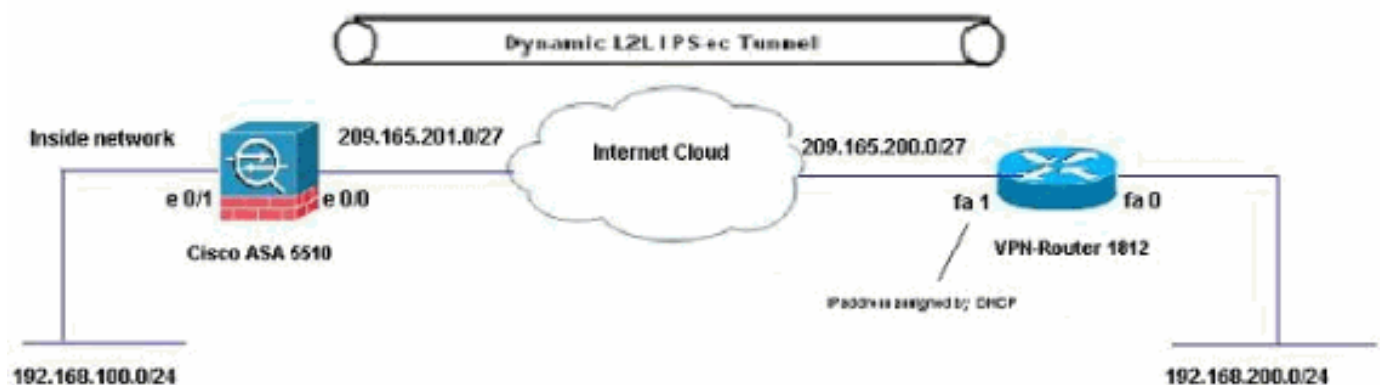 Dynamic L2L IPSec Tunnel
Inside network
209.165.201.0/27
Internet Cloud
209.165.200.0/27
e 0/1
e 0/0
fa 1
fa 0
Cisco ASA 5510
VPN-Router 1812
IP address assigned by DHCP
192.168.100.0/24
192.168.200.0/24